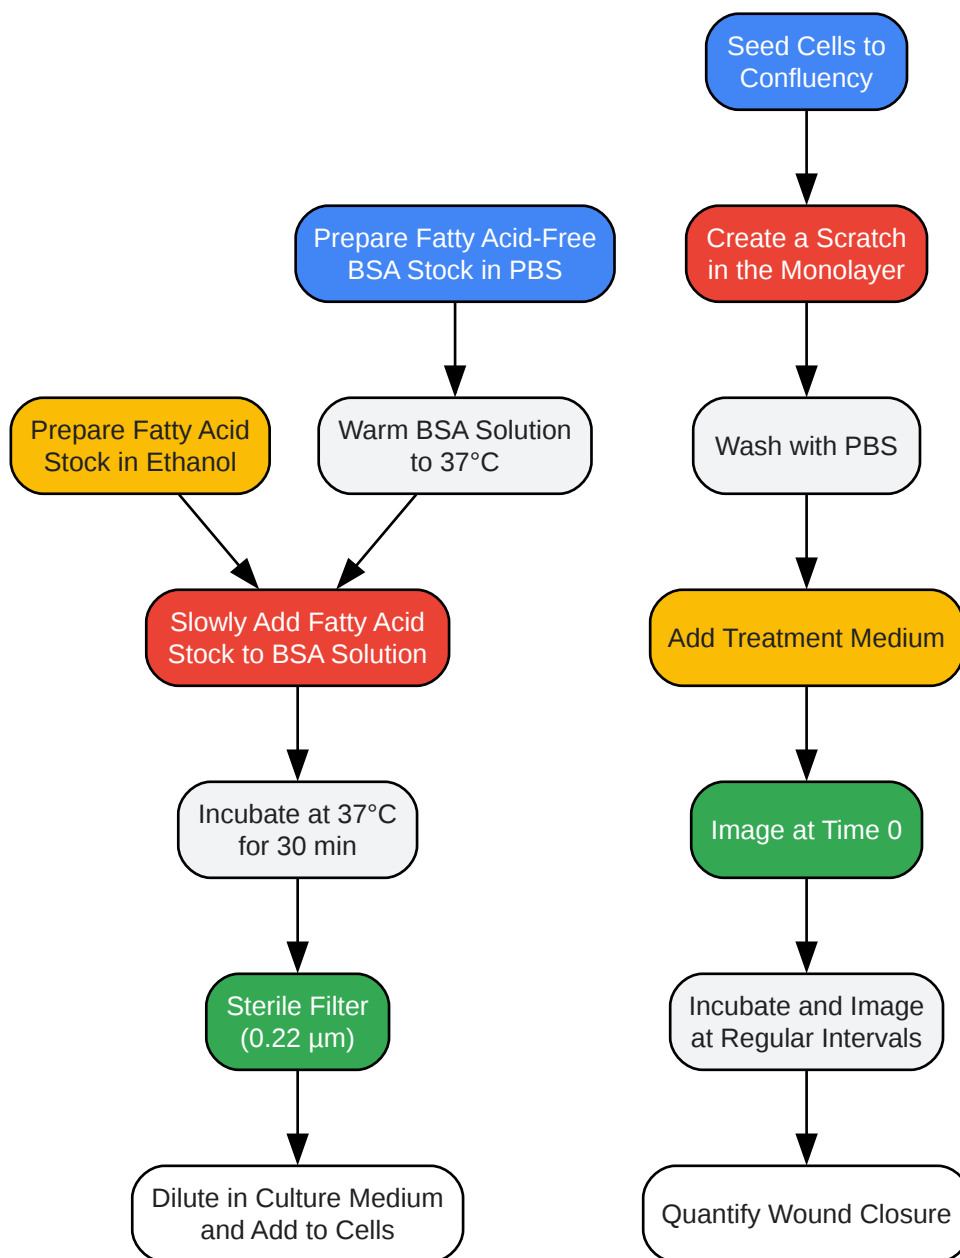 Seed Cells to
Confluency
Prepare Fatty Acid-Free
BSA Stock in PBS
Create a Scratch
in the Monolayer
Prepare Fatty Acid
Stock in Ethanol
Warm BSA Solution
to 37°C
Wash with PBS
Slowly Add Fatty Acid
Stock to BSA Solution
Add Treatment Medium
Incubate at 37°C
for 30 min
Image at Time 0
Sterile Filter
(0.22 µm)
Incubate and Image
at Regular Intervals
Dilute in Culture Medium
and Add to Cells
Quantify Wound Closure